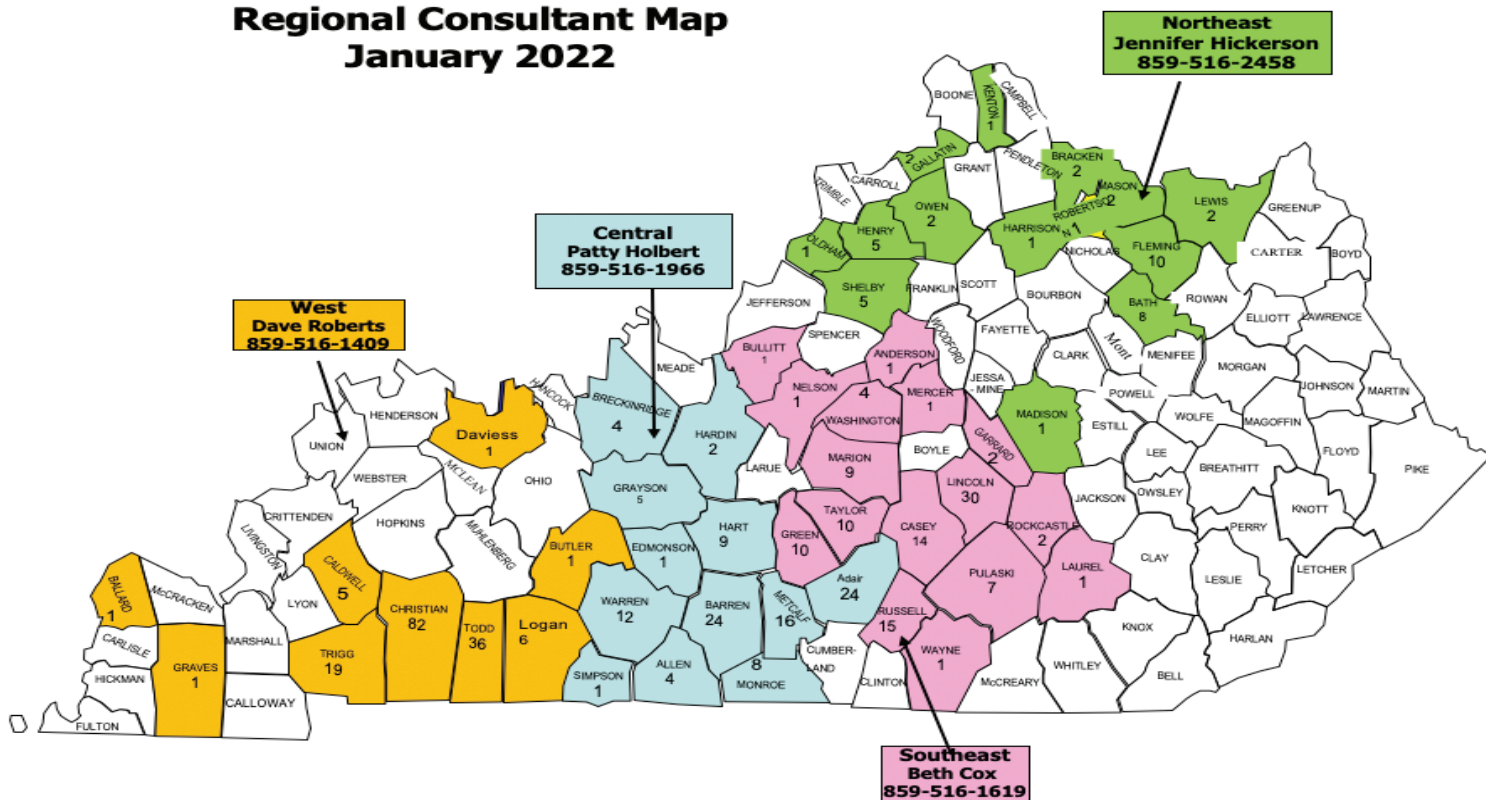 Regional Consultant Map
January 2022
Northeast
Jennifer Hickerson
859-516-2458
Central
Patty Holbert
859-516-1966
West
Dave Roberts
859-516-1409
Southeast
Beth Cox
859-516-1619
BOONE
KENTON
1
CAMPBELL
2
GALLATIN
GRANT
PENDLETON
BRACKEN
2
MASON
2
ROBERTSO
N 1
LEWIS
2
GREENUP
TRIMBLE
CARROLL
OWEN
2
HENRY
5
OLDHAM
1
HARRISON
1
NICHOLAS
FLEMING
10
CARTER
BOYD
SHELBY
5
FRANKLIN
SCOTT
BOURBON
BATH
8
ROWAN
ELLIOTT
LAWRENCE
JEFFERSON
SPENCER
BULLITT
1
ANDERSON
1
WOODFORD
FAYETTE
CLARK
Mont
MENIFEE
MORGAN
JOHNSON
MARTIN
MEADE
HANCOCK
BRECKINRIDGE
4
HARDIN
2
NELSON
1
4
WASHINGTON
MERCER
1
JESSA
- MINE
MADISON
1
POWELL
ESTILL
WOLFE
MAGOFFIN
FLOYD
PIKE
HENDERSON
UNION
Daviess
1
WEBSTER
MCLEAN
OHIO
GRAYSON
5
LARUE
MARION
9
BOYLE
GARRARD
2
LINCOLN
30
LEE
BREATHITT
KNOTT
JACKSON
OWSLEY
PERRY
CRITTENDEN
LIVINGSTON
HOPKINS
MUHLENBERG
BUTLER
1
EDMONSON
1
HART
9
GREEN
10
TAYLOR
10
CASEY
14
ROCKCASTLE
2
CLAY
LESLIE
LETCHER
BALLARD
1
McCRACKEN
LYON
CALDWELL
5
CHRISTIAN
82
TODD
36
Logan
6
WARREN
12
BARREN
24
METCALF
16
Adair
24
RUSSELL
15
PULASKI
7
LAUREL
1
KNOX
HARLAN
CARLISLE
GRAVES
1
MARSHALL
TRIGG
19
SIMPSON
1
ALLEN
4
8
MONROE
CUMBER-
LAND
CLINTON
WAYNE
1
McCREARY
WHITLEY
BELL
HICKMAN
FULTON
CALLOWAY